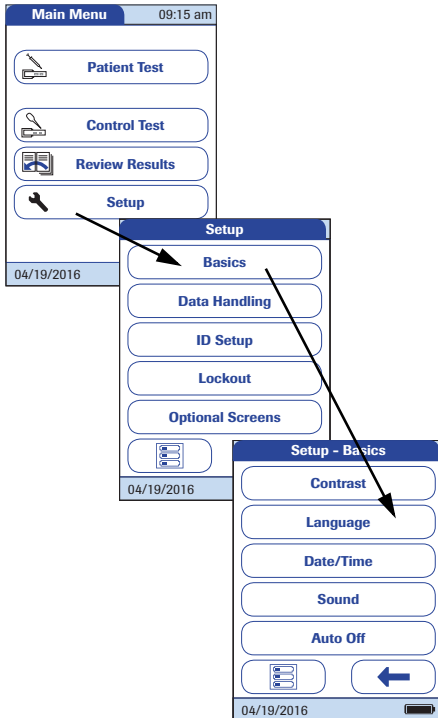 Main Menu
09:15 am
Patient Test
Control Test
Review Results
Setup
04/19/2016
Setup
Basics
Data Handling
ID Setup
Lockout
Optional Screens
04/19/2016
Setup - Basics
Contrast
Language
Date/Time
Sound
Auto Off
04/19/2016